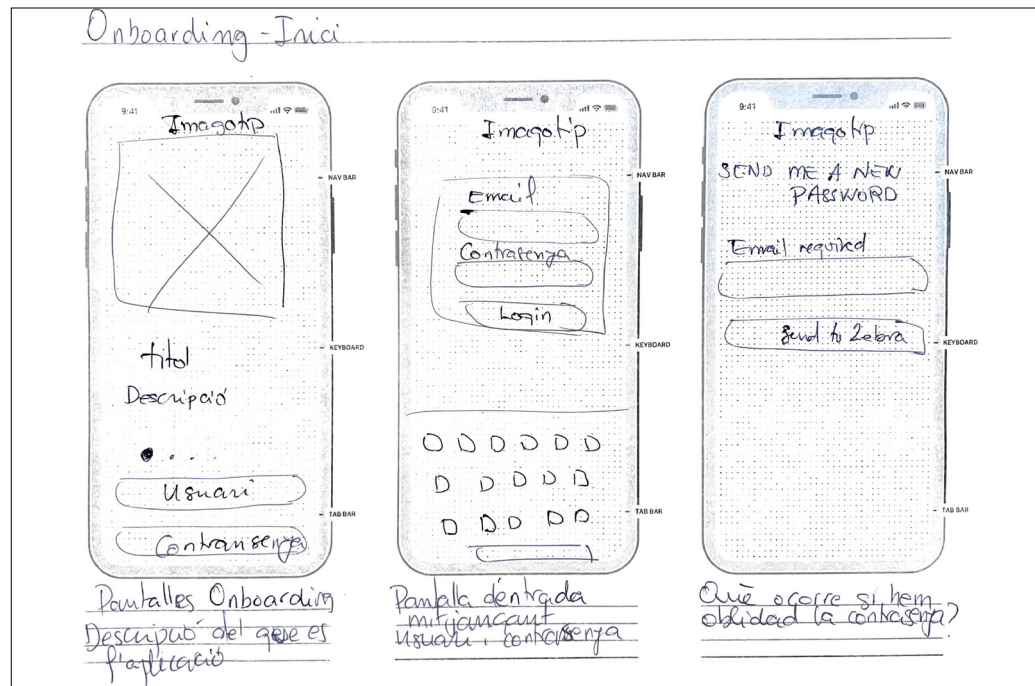 Onboarding - Inici
9:41
Imagotip
NAV BAR
titol
KEYBOARD
Descripció
Usuari
TAB BAR
Contransenya
Pantalles Onboarding
Descripció del que es
l'aplicació
9:41
Imagotip
NAV BAR
Email
Contrasenya
Login
KEYBOARD
TAB BAR
Pantalla d'entrada
mitjançant
usuari i contrasenya
9:41
Imagotip
SEND ME A NEW
NAV BAR
PASSWORD
Email required
Send to Zebra
KEYBOARD
TAB BAR
Què ocorre si hem
oblidad la contrasenya?